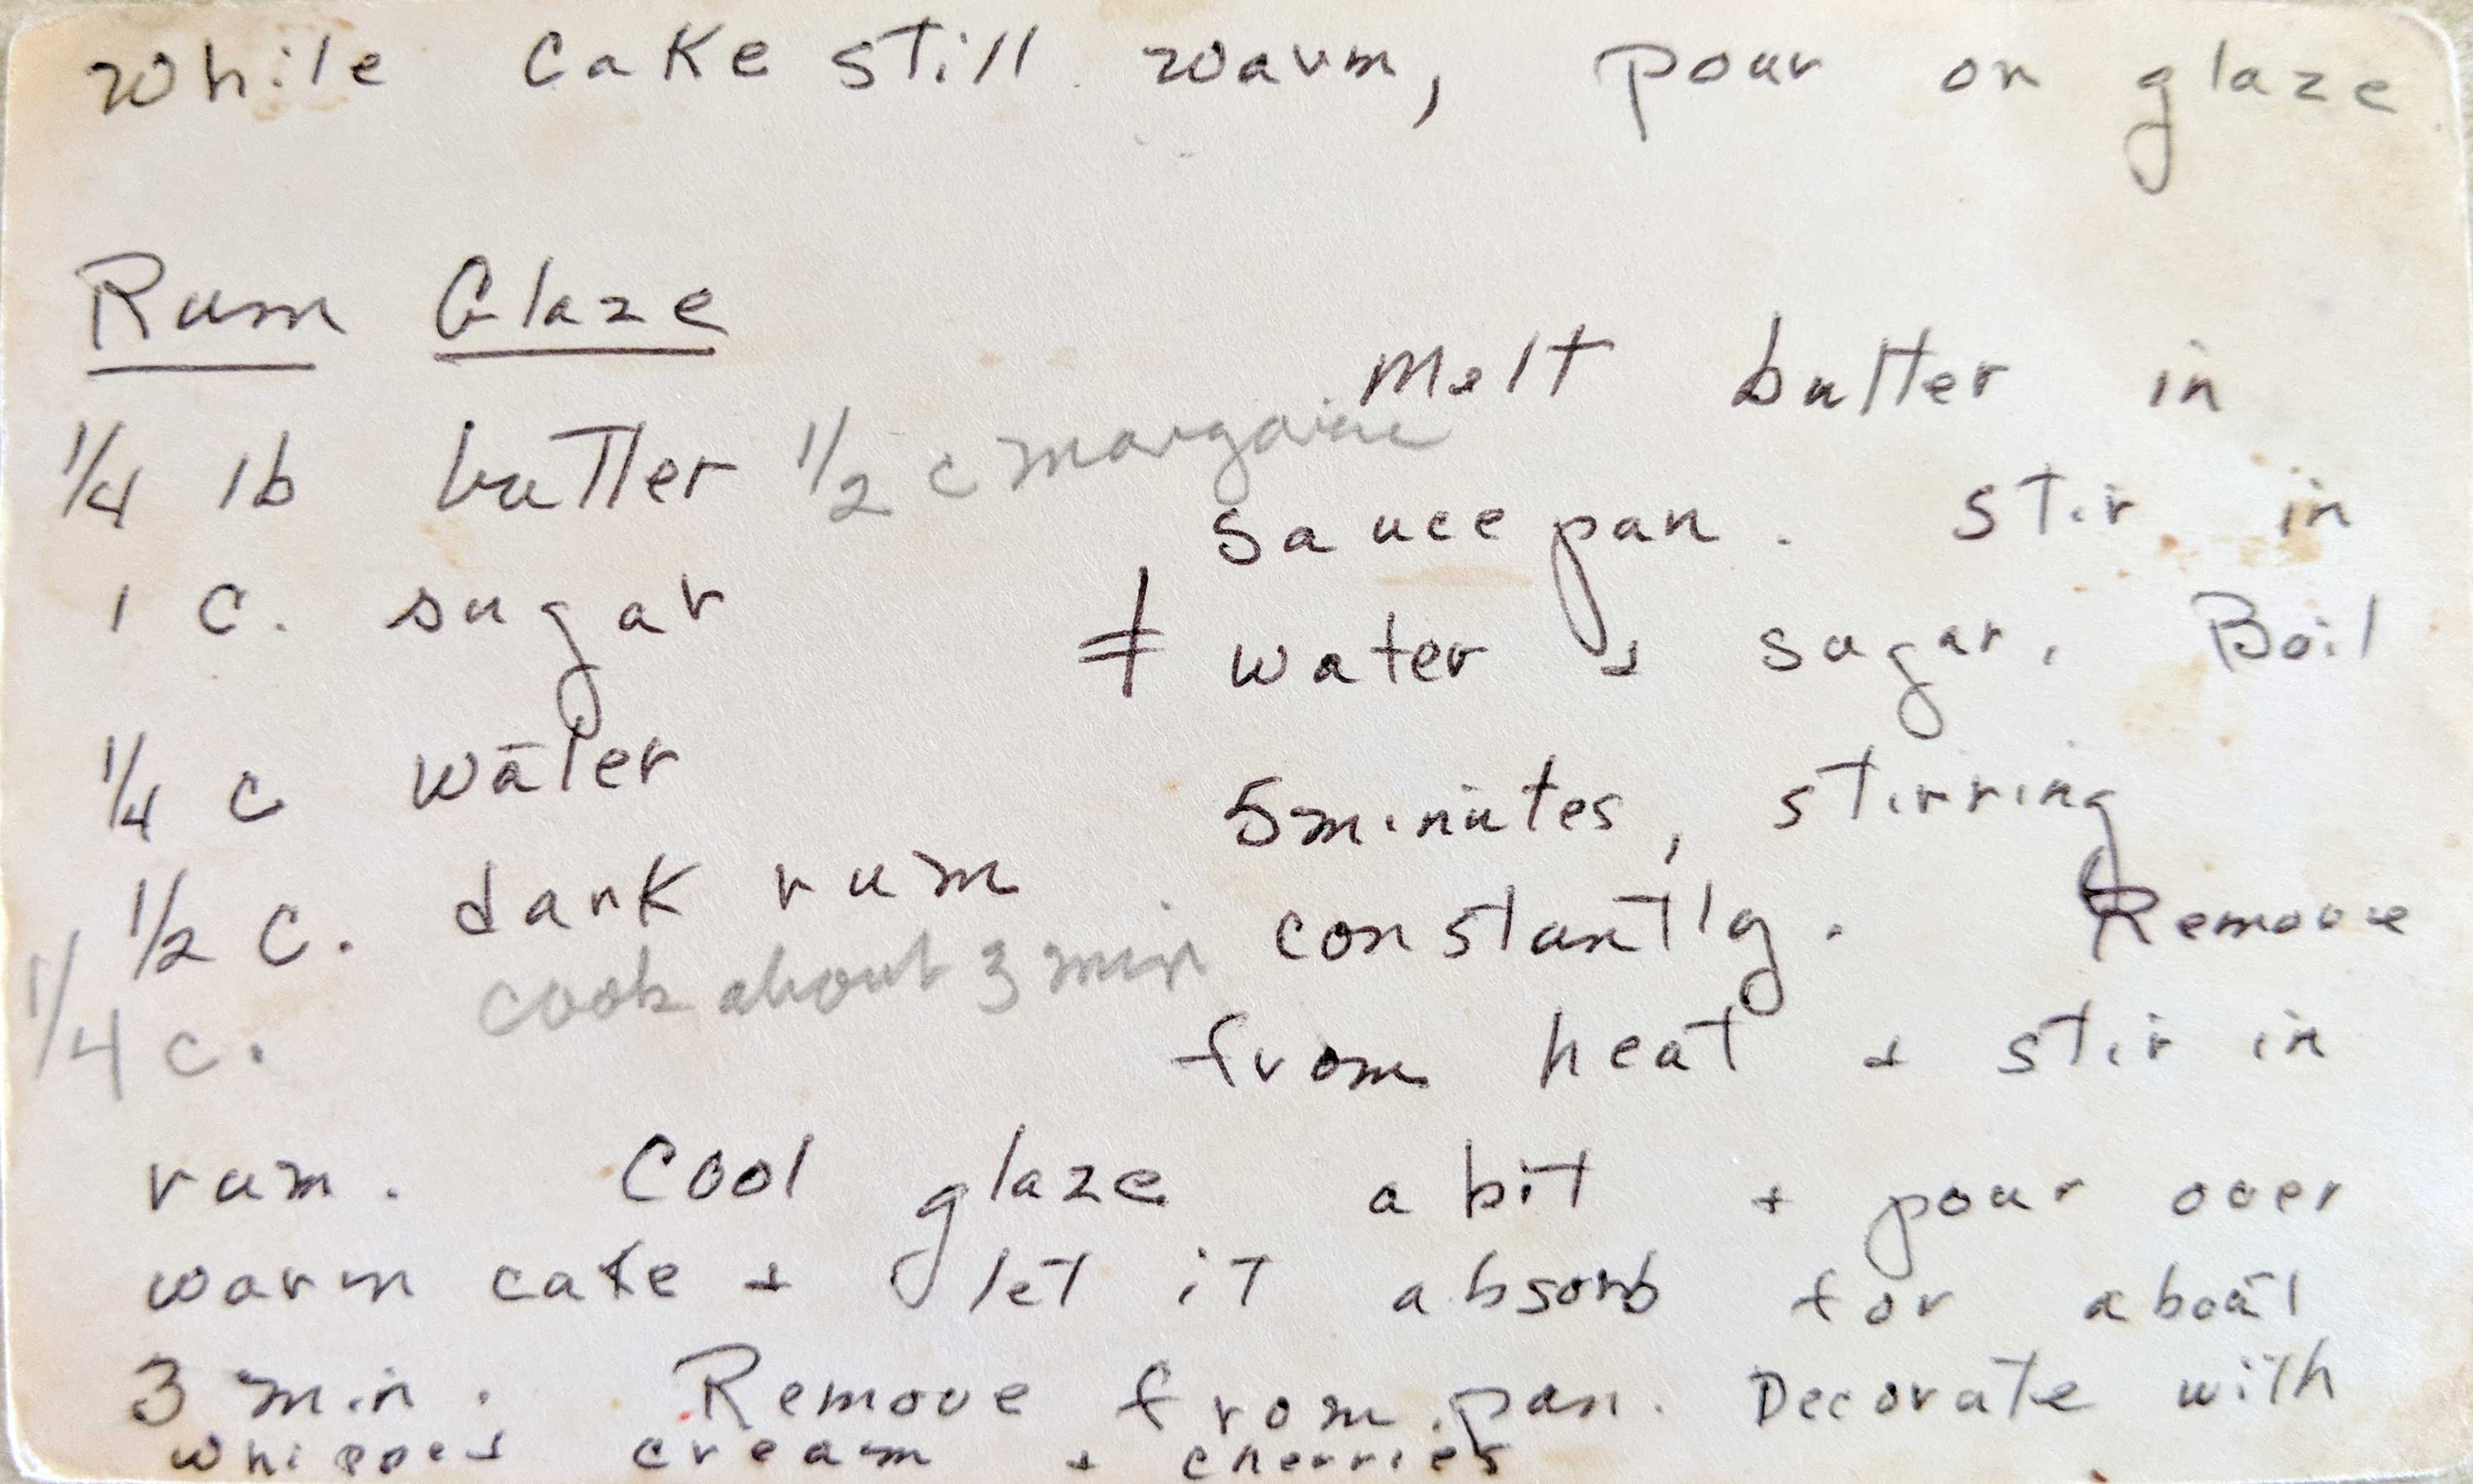 While cake still warm, pour on glaze
Rum Glaze
1/4 lb butter 1/2 c margarine
1 C. sugar
1/4 c water
1/2 C. dark rum
1/4 c. cook about 3 min
Melt butter in
sauce pan. Stir in
≠ water + sugar. Boil
5 minutes, stirring
constantly. Remove
from heat + stir in
rum. Cool glaze a bit + pour over
warm cake + let it absorb for about
3 min. Remove from pan. Decorate with
whipped cream + cherries